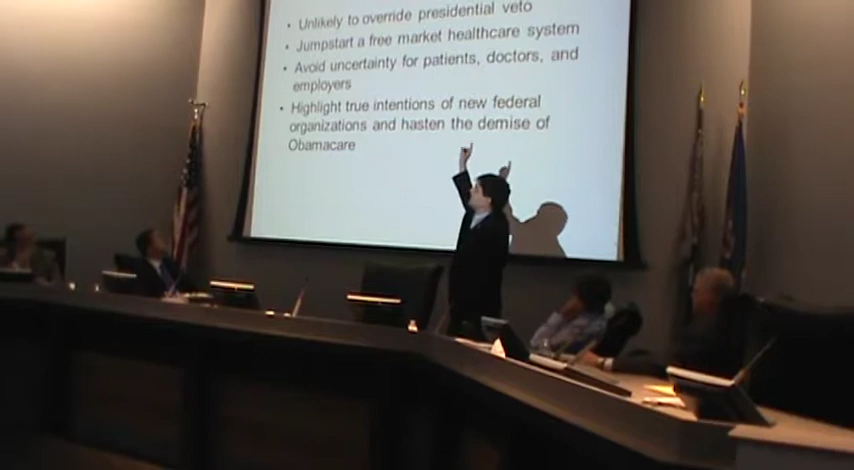 • Unlikely to override presidential veto
• Jumpstart a free market healthcare system
• Avoid uncertainty for patients, doctors, and
employers
• Highlight true intentions of new federal
organizations and hasten the demise of
Obamacare